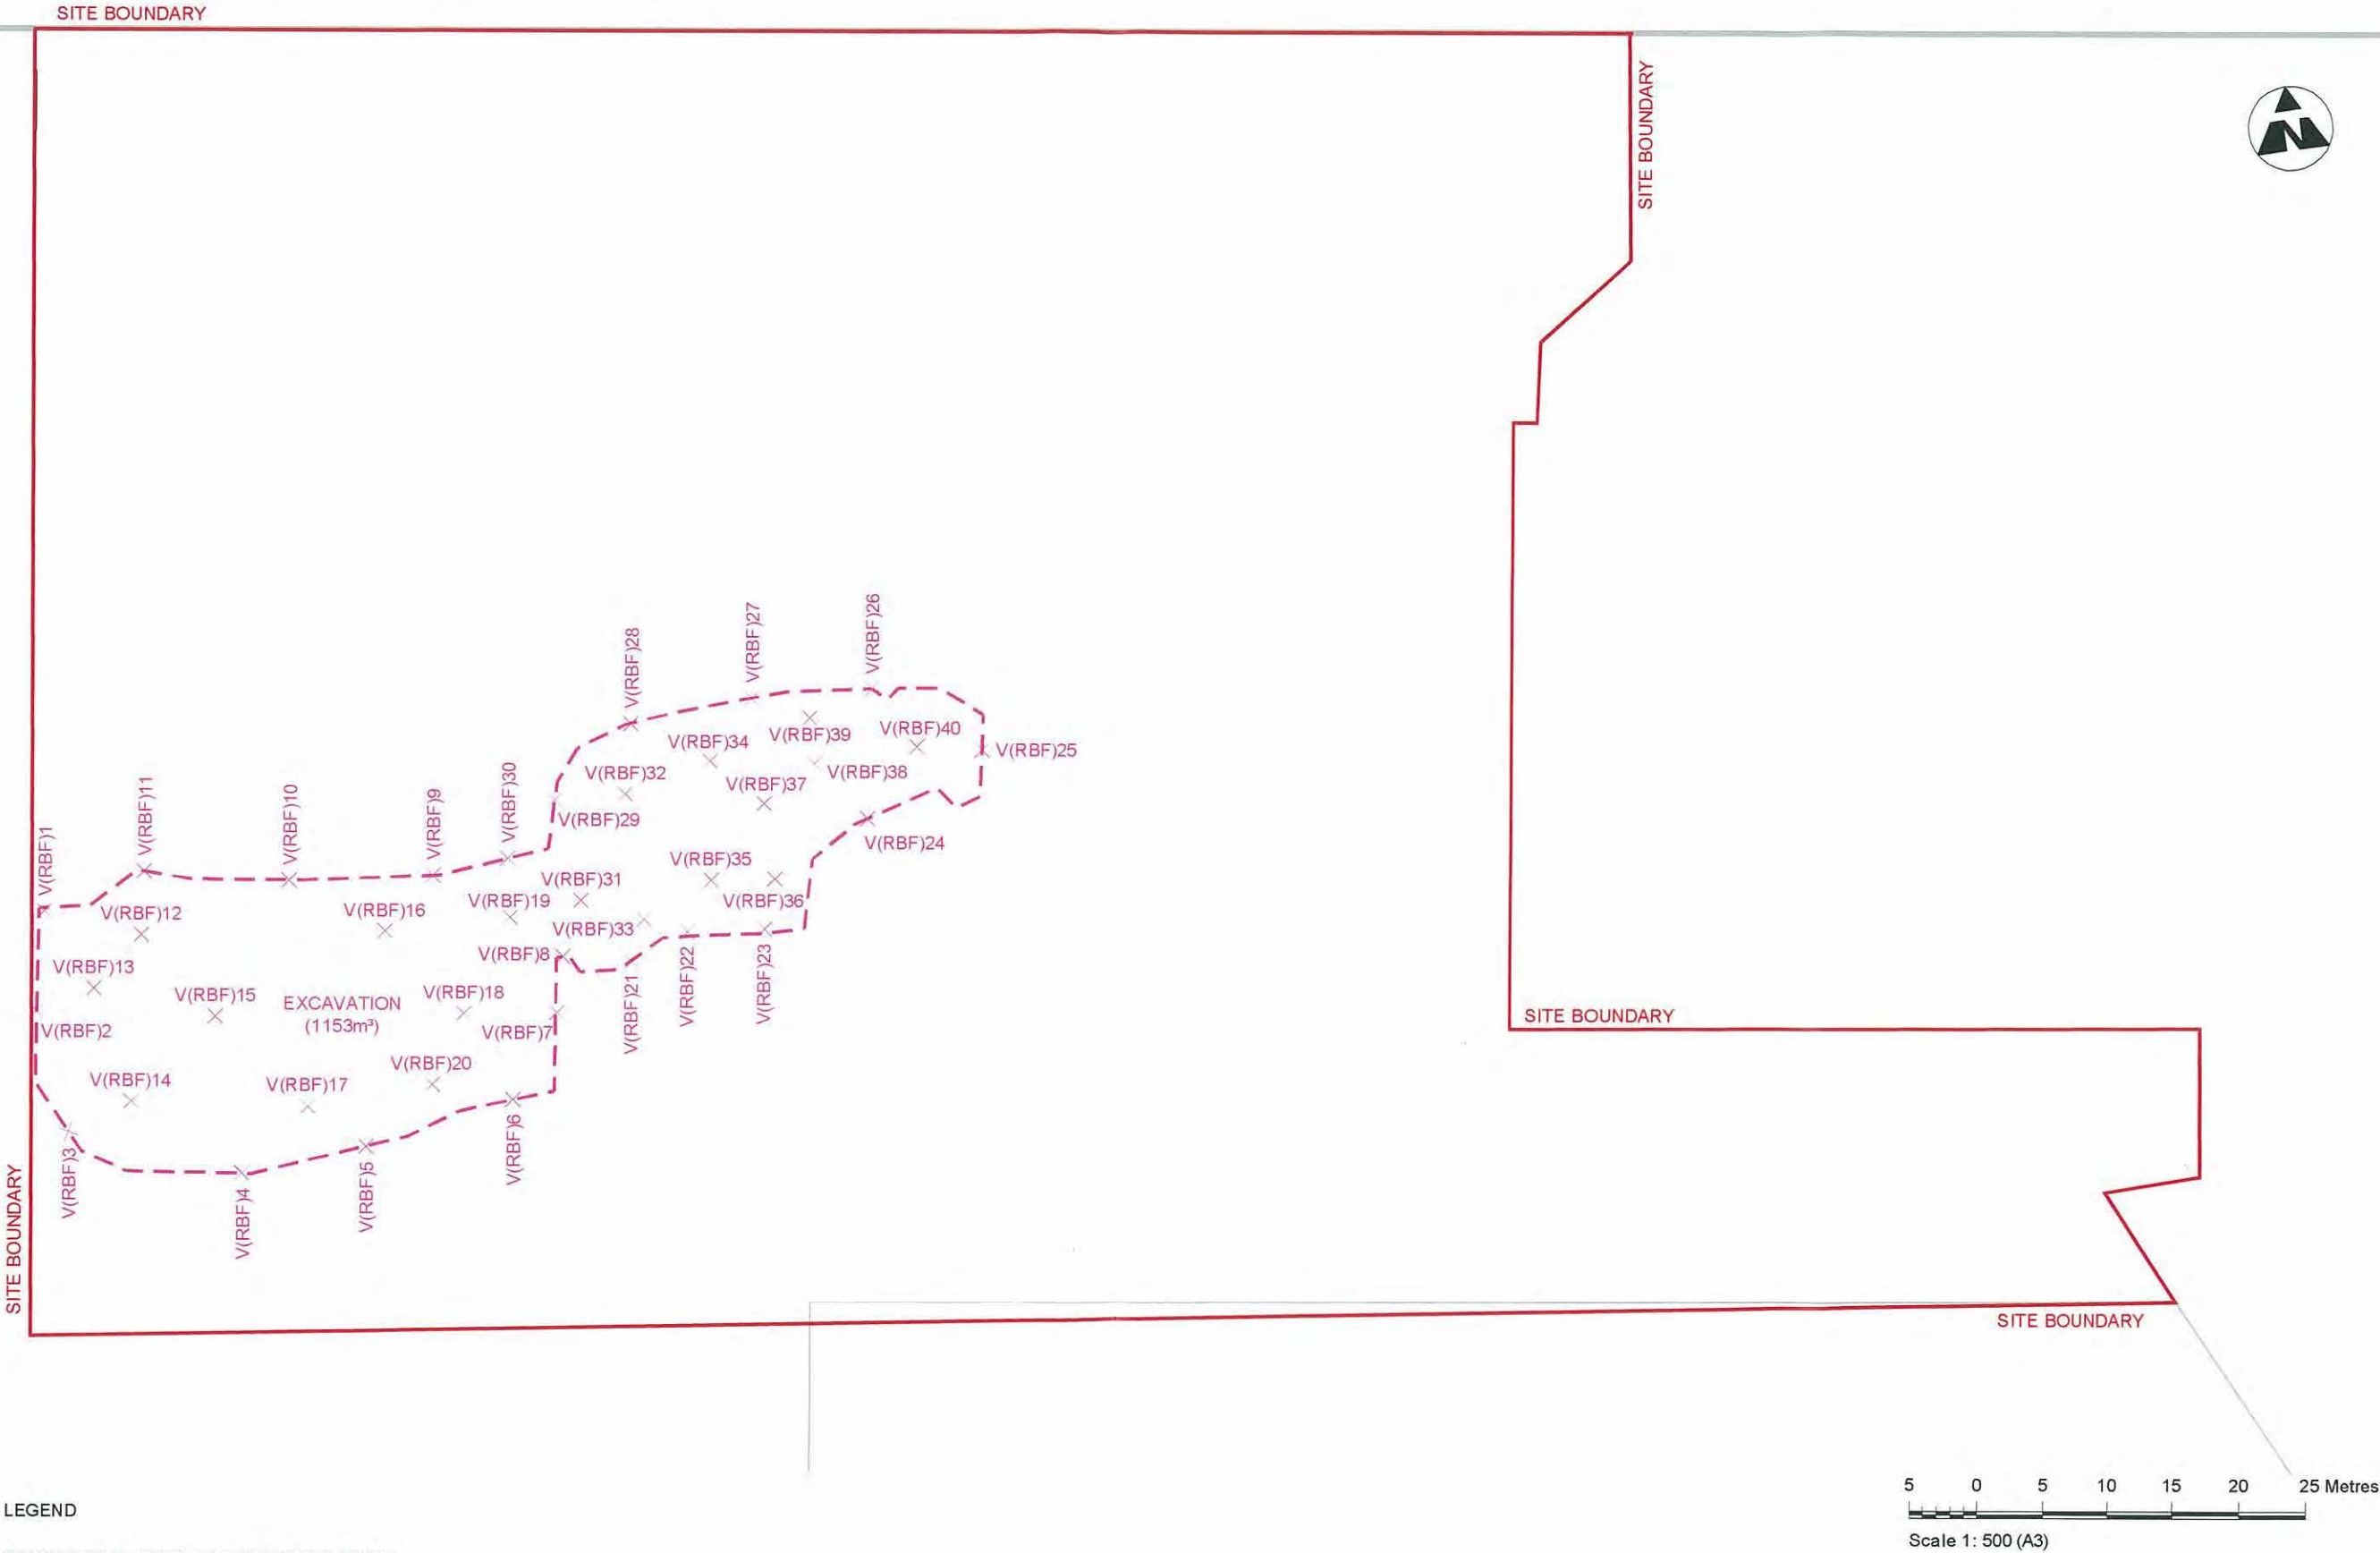 SITE BOUNDARY
SITE BOUNDARY
N
V(RBF)26
V(RBF)27
V(RBF)28
V(RBF)39
V(RBF)40
V(RBF)34
V(RBF)25
V(RBF)32
V(RBF)38
V(RBF)37
V(RBF)30
V(RBF)11
V(RBF)10
V(RBF)9
V(RBF)29
V(RBF)1
V(RBF)24
V(RBF)35
V(RBF)31
V(RBF)19
V(RBF)36
V(RBF)12
V(RBF)16
V(RBF)33
V(RBF)8
V(RBF)13
V(RBF)21
V(RBF)22
V(RBF)23
V(RBF)15
EXCAVATION
(1153m³)
V(RBF)18
V(RBF)2
V(RBF)7
SITE BOUNDARY
V(RBF)20
V(RBF)14
V(RBF)17
V(RBF)3
V(RBF)4
V(RBF)5
V(RBF)6
SITE BOUNDARY
SITE BOUNDARY
5 0 5 10 15 20 25 Metres
LEGEND
Scale 1: 500 (A3)